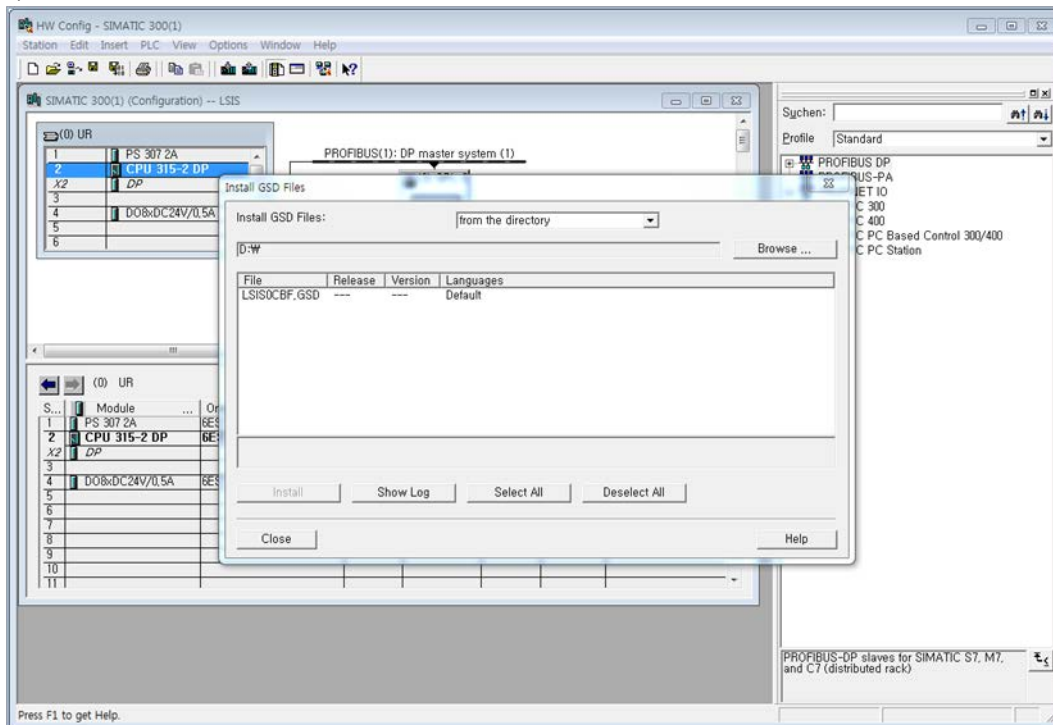 HW Config - SIMATIC 300(1)
Station Edit Insert PLC View Options Window Help
SIMATIC 300(1) (Configuration) -- LSIS
(0) UR
1 PS 307 2A
2 CPU 315-2 DP
X2 DP
3
4 DO8xDC24V/0,5A
5
6
PROFIBUS(1): DP master system (1)
Install GSD Files
Install GSD Files:
from the directory
D:₩
Browse ...
File Release Version Languages
LSIS0CBF,GSD --- --- Default
Install
Show Log
Select All
Deselect All
Close
Help
(0) UR
S... Module ...
1 PS 307 2A
2 CPU 315-2 DP
X2 DP
3
4 DO8xDC24V/0,5A
5
6
7
8
9
10
11
Suchen:
Profile Standard
PROFIBUS DP
300
400
PC Based Control 300/400
PC Station
PROFIBUS-DP slaves for SIMATIC S7, M7,
and C7 (distributed rack)
Press F1 to get Help.